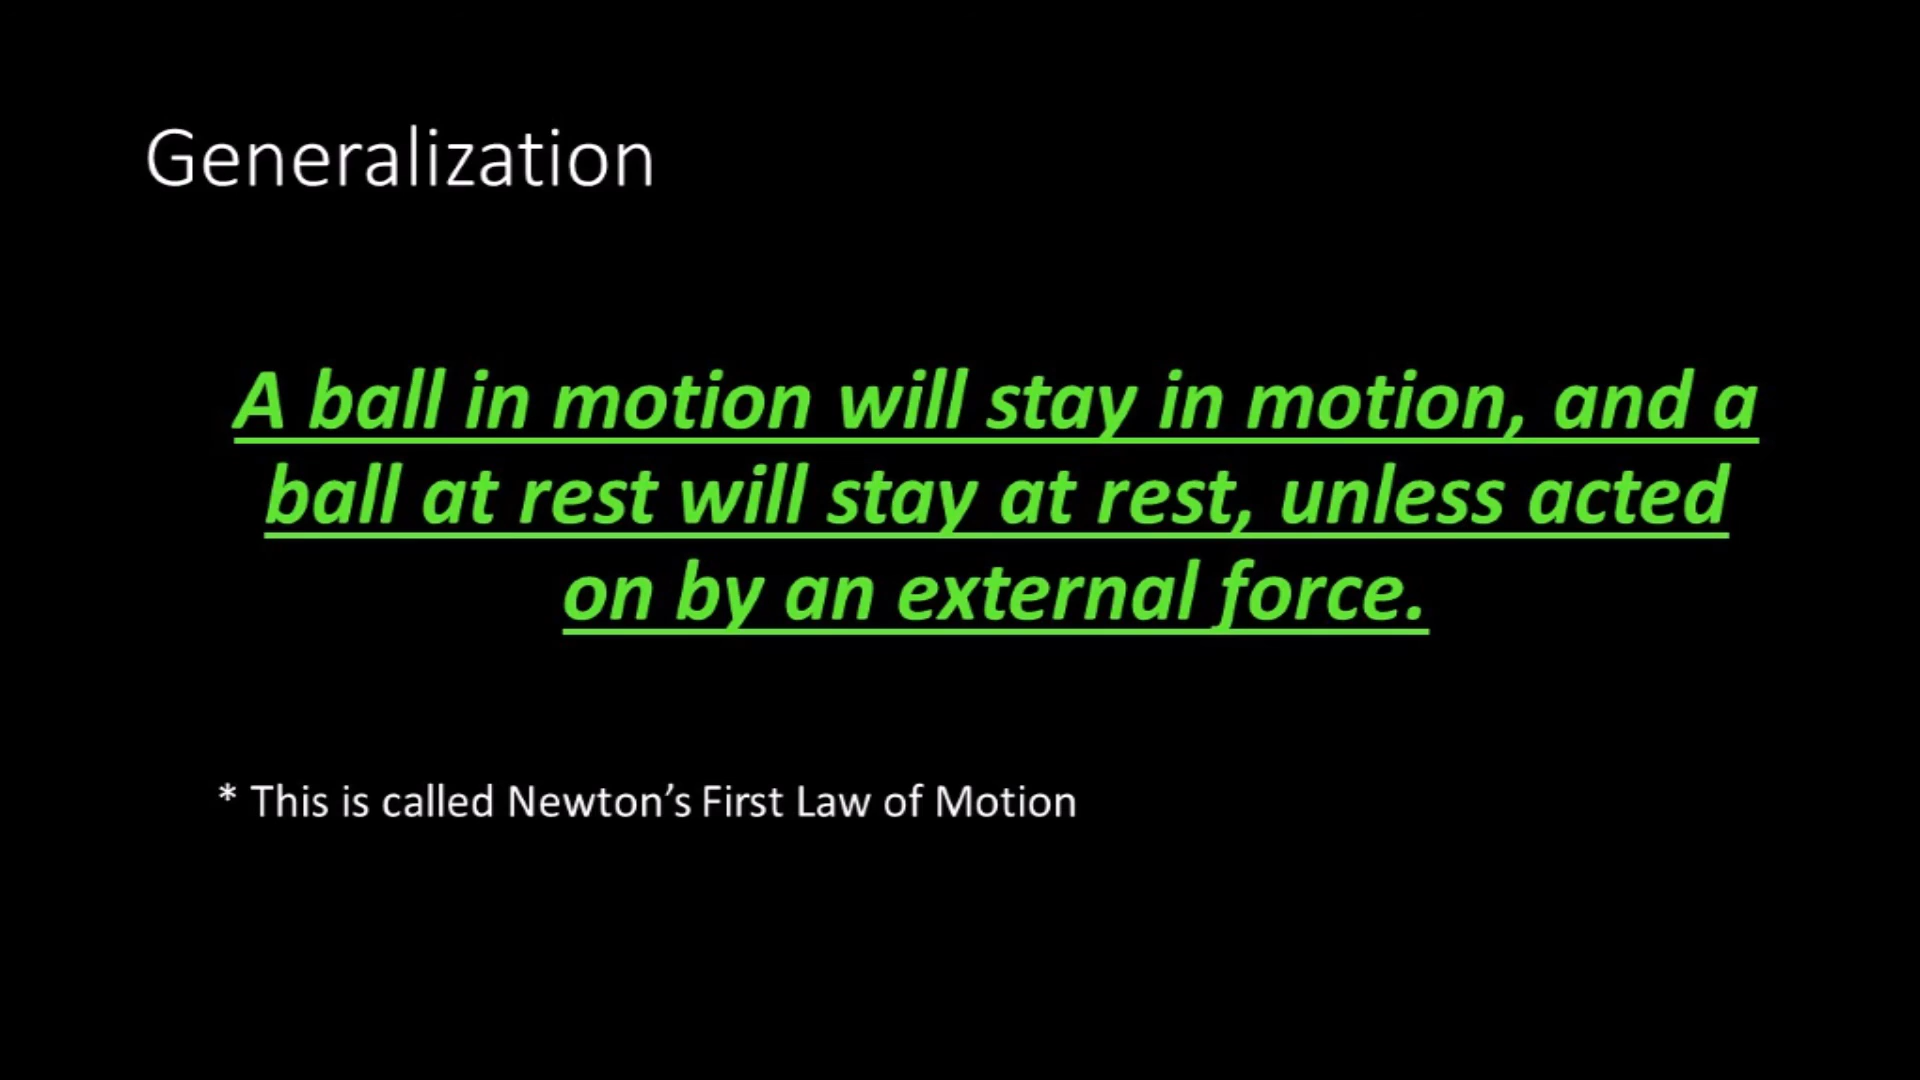 Generalization
A ball in motion will stay in motion, and a
ball at rest will stay at rest, unless acted
on by an external force.
* This is called Newton’s First Law of Motion